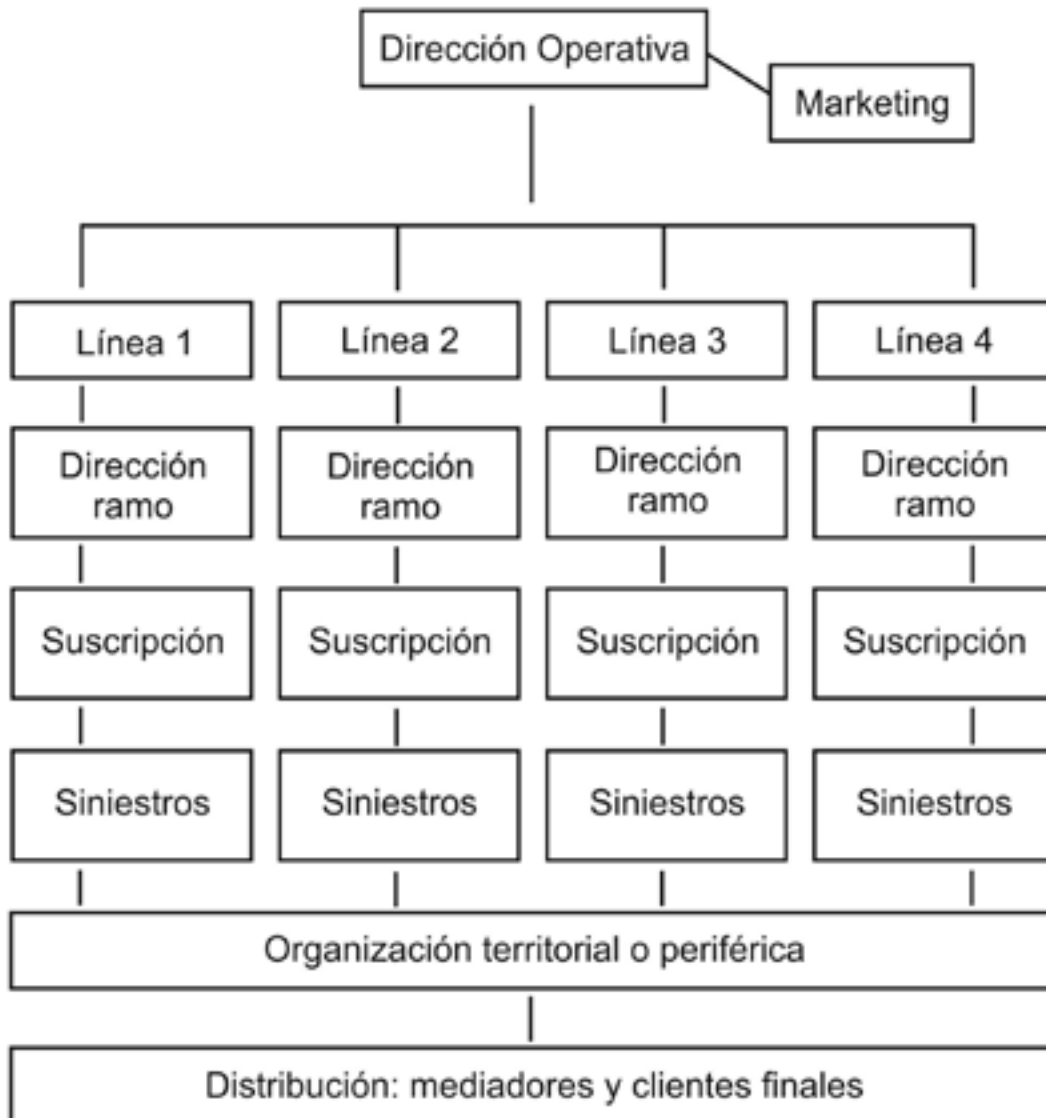 Dirección Operativa
Marketing
Línea 1
Línea 2
Línea 3
Línea 4
Dirección
ramo
Dirección
ramo
Dirección
ramo
Dirección
ramo
Suscripción
Suscripción
Suscripción
Suscripción
Siniestros
Siniestros
Siniestros
Siniestros
Organización territorial o periférica
Distribución: mediadores y clientes finales